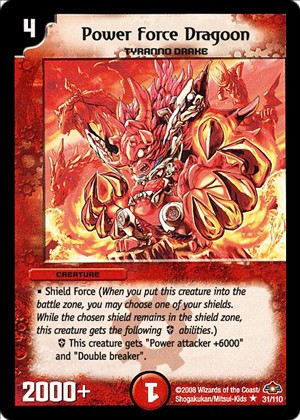 4
Power Force Dragoon
TYRANNO DRAKE
CREATURE
▪ Shield Force (When you put this creature into the
battle zone, you may choose one of your shields.
While the chosen shield remains in the shield zone,
this creature gets the following abilities.)
This creature gets "Power attacker +6000"
and "Double breaker".
2000+
1
©2008 Wizards of the Coast/
Shogakukan/Mitsui-Kids ★ 31/110